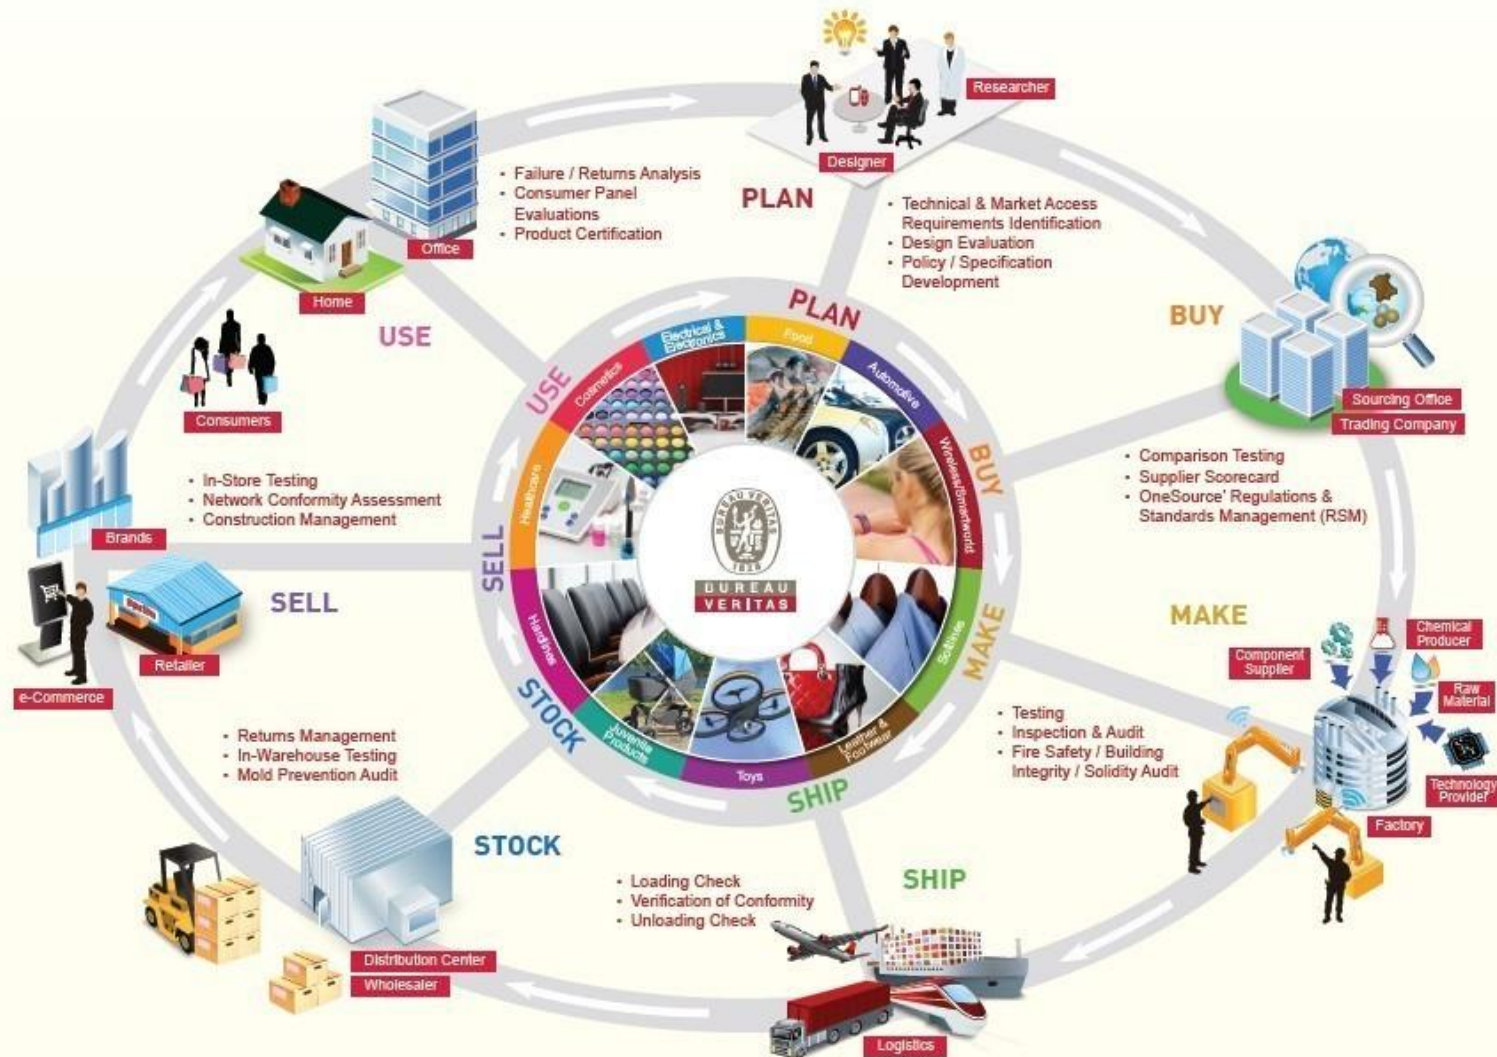 Researcher
Designer
PLAN
• Technical & Market Access
Requirements Identification
• Design Evaluation
• Policy / Specification
Development
BUY
Sourcing Office
Trading Company
• Comparison Testing
• Supplier Scorecard
• OneSource' Regulations &
Standards Management (RSM)
MAKE
Component
Supplier
Chemical
Producer
Raw
Material
Technology
Provider
Factory
• Testing
• Inspection & Audit
• Fire Safety / Building
Integrity / Solidity Audit
SHIP
• Loading Check
• Verification of Conformity
• Unloading Check
Logistics
STOCK
• Returns Management
• In-Warehouse Testing
• Mold Prevention Audit
Distribution Center
Wholesaler
SELL
• In-Store Testing
• Network Conformity Assessment
• Construction Management
Brands
Retailer
e-Commerce
USE
• Failure / Returns Analysis
• Consumer Panel
Evaluations
• Product Certification
Office
Home
Consumers
PLAN
BUY
MAKE
SHIP
STOCK
SELL
USE
Electrical &
Electronics
Food
Automotive
Wireless/Smartworld
Softlines
Leather &
Footwear
Toys
Juvenile
Products
Hardlines
Healthcare
Cosmetics
BUREAU VERITAS
1828
BUREAU
VERITAS